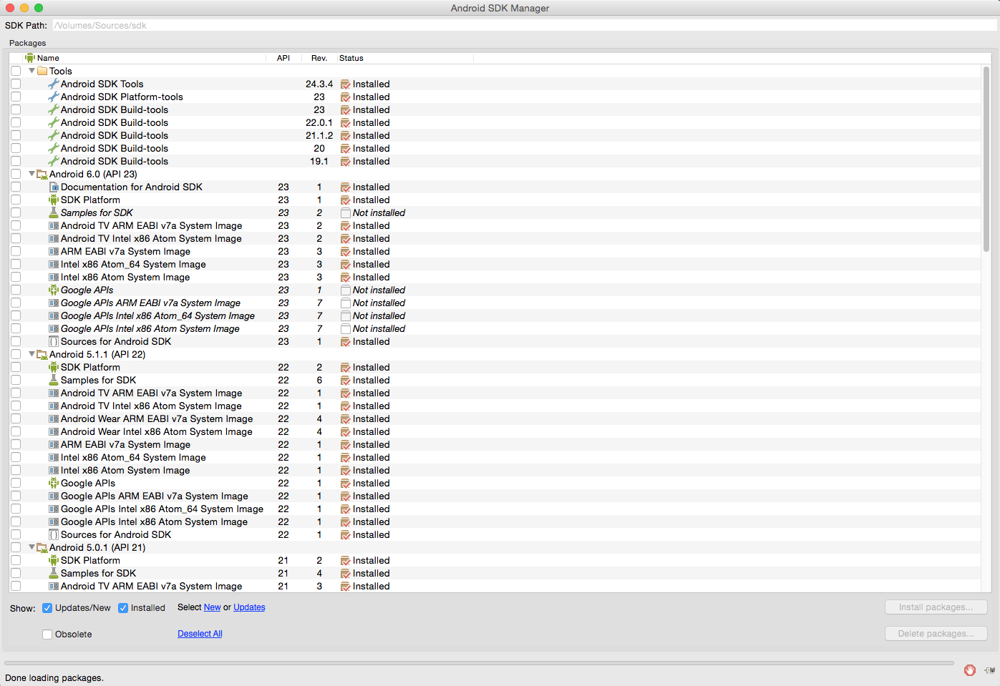 Android SDK Manager
SDK Path: /Volumes/Sources/sdk
Packages
Name API Rev. Status
Tools
Android SDK Tools 24.3.4 Installed
Android SDK Platform-tools 23 Installed
Android SDK Build-tools 23 Installed
Android SDK Build-tools 22.0.1 Installed
Android SDK Build-tools 21.1.2 Installed
Android SDK Build-tools 20 Installed
Android SDK Build-tools 19.1 Installed
Android 6.0 (API 23)
Documentation for Android SDK 23 1 Installed
SDK Platform 23 1 Installed
Samples for SDK 23 2 Not installed
Android TV ARM EABI v7a System Image 23 2 Installed
Android TV Intel x86 Atom System Image 23 2 Installed
ARM EABI v7a System Image 23 3 Installed
Intel x86 Atom_64 System Image 23 3 Installed
Intel x86 Atom System Image 23 3 Installed
Google APIs 23 1 Not installed
Google APIs ARM EABI v7a System Image 23 7 Not installed
Google APIs Intel x86 Atom_64 System Image 23 7 Not installed
Google APIs Intel x86 Atom System Image 23 7 Not installed
Sources for Android SDK 23 1 Installed
Android 5.1.1 (API 22)
SDK Platform 22 2 Installed
Samples for SDK 22 6 Installed
Android TV ARM EABI v7a System Image 22 1 Installed
Android TV Intel x86 Atom System Image 22 1 Installed
Android Wear ARM EABI v7a System Image 22 4 Installed
Android Wear Intel x86 Atom System Image 22 4 Installed
ARM EABI v7a System Image 22 1 Installed
Intel x86 Atom_64 System Image 22 1 Installed
Intel x86 Atom System Image 22 1 Installed
Google APIs 22 1 Installed
Google APIs ARM EABI v7a System Image 22 1 Installed
Google APIs Intel x86 Atom_64 System Image 22 1 Installed
Google APIs Intel x86 Atom System Image 22 1 Installed
Sources for Android SDK 22 1 Installed
Android 5.0.1 (API 21)
SDK Platform 21 2 Installed
Samples for SDK 21 4 Installed
Android TV ARM EABI v7a System Image 21 3 Installed
Show: Updates/New Installed Select New or Updates Install packages...
Obsolete Deselect All Delete packages...
Done loading packages.